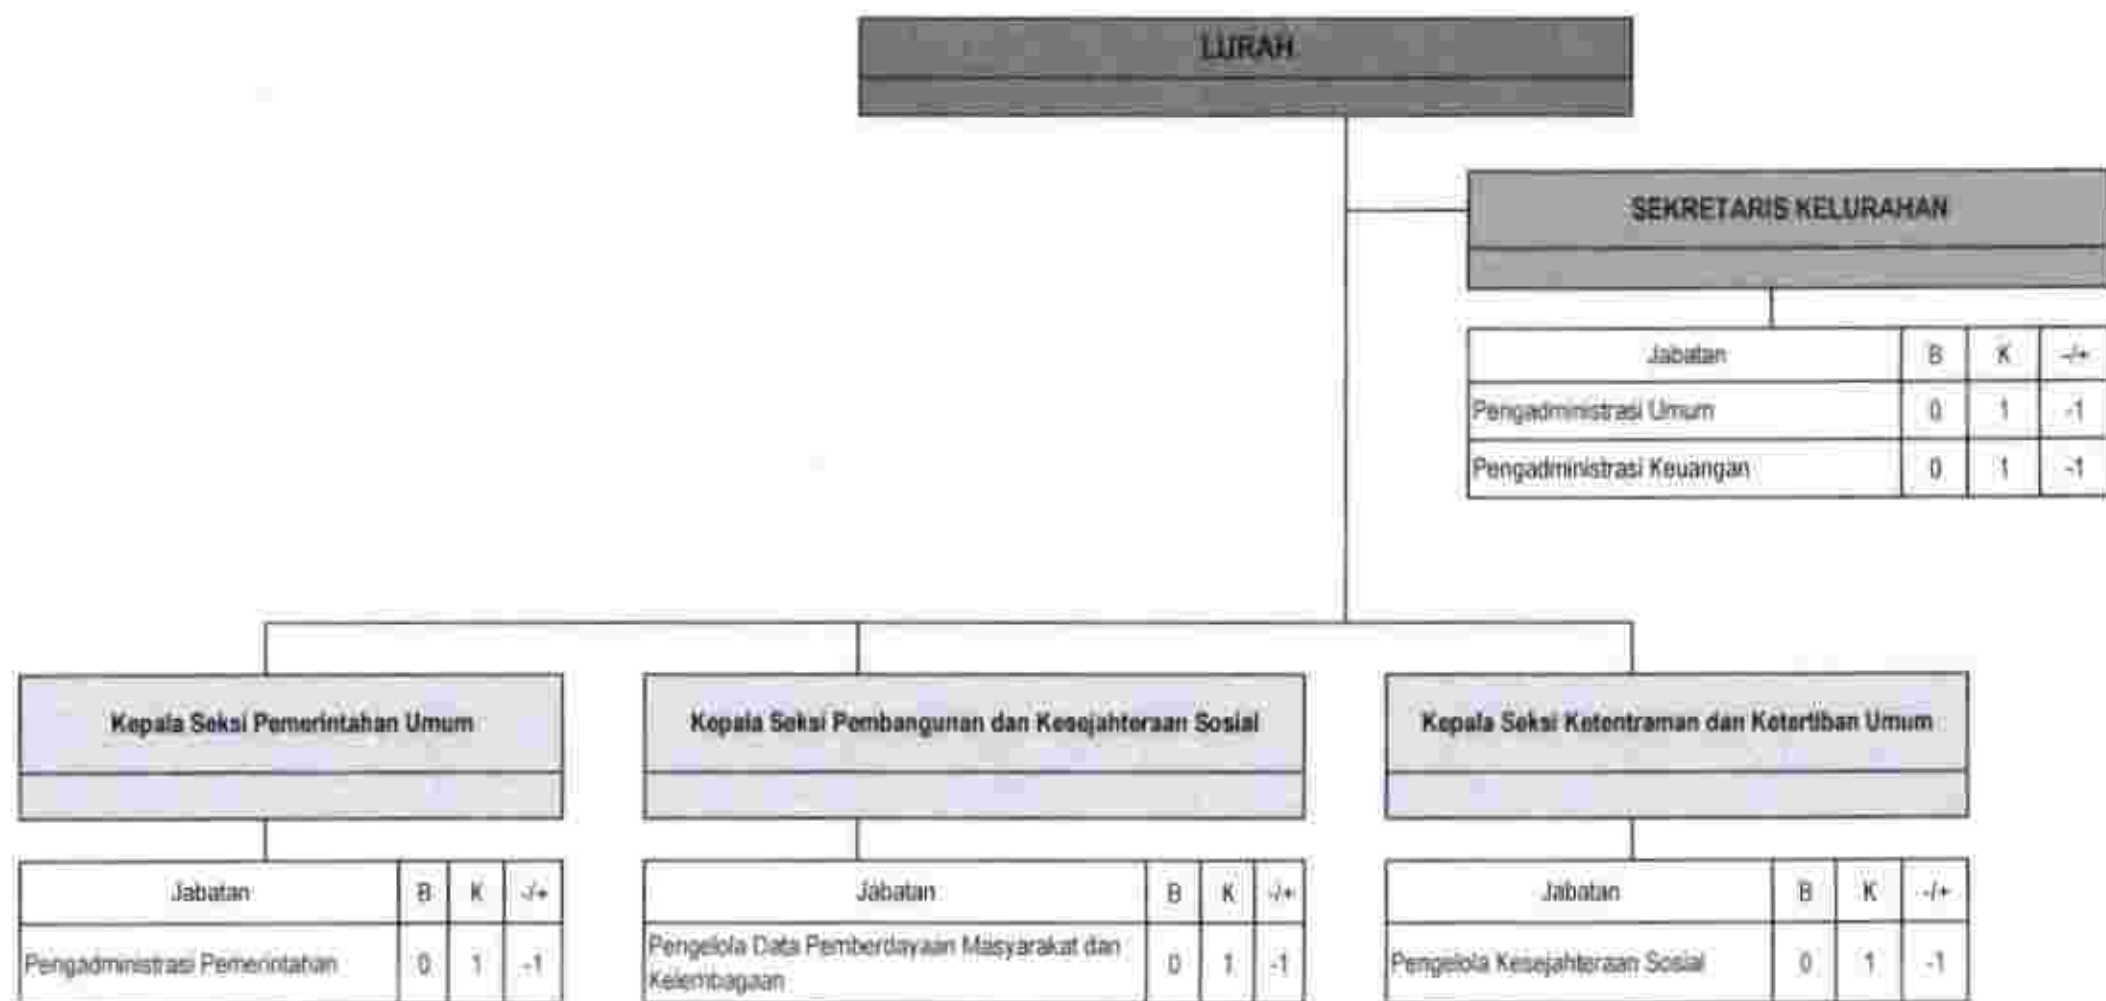 LURAH
SEKRETARIS KELURAHAN
Jabatan B K -/+
Pengadministrasi Umum 0 1 -1
Pengadministrasi Keuangan 0 1 -1
Kepala Seksi Pemerintahan Umum
Jabatan B K -/+
Pengadministrasi Pemerintahan 0 1 -1
Kepala Seksi Pembangunan dan Kesejahteraan Sosial
Jabatan B K -/+
Pengelola Data Pemberdayaan Masyarakat dan
Kelembagaan 0 1 -1
Kepala Seksi Ketentraman dan Ketertiban Umum
Jabatan B K -/+
Pengelola Kesejahteraan Sosial 0 1 -1